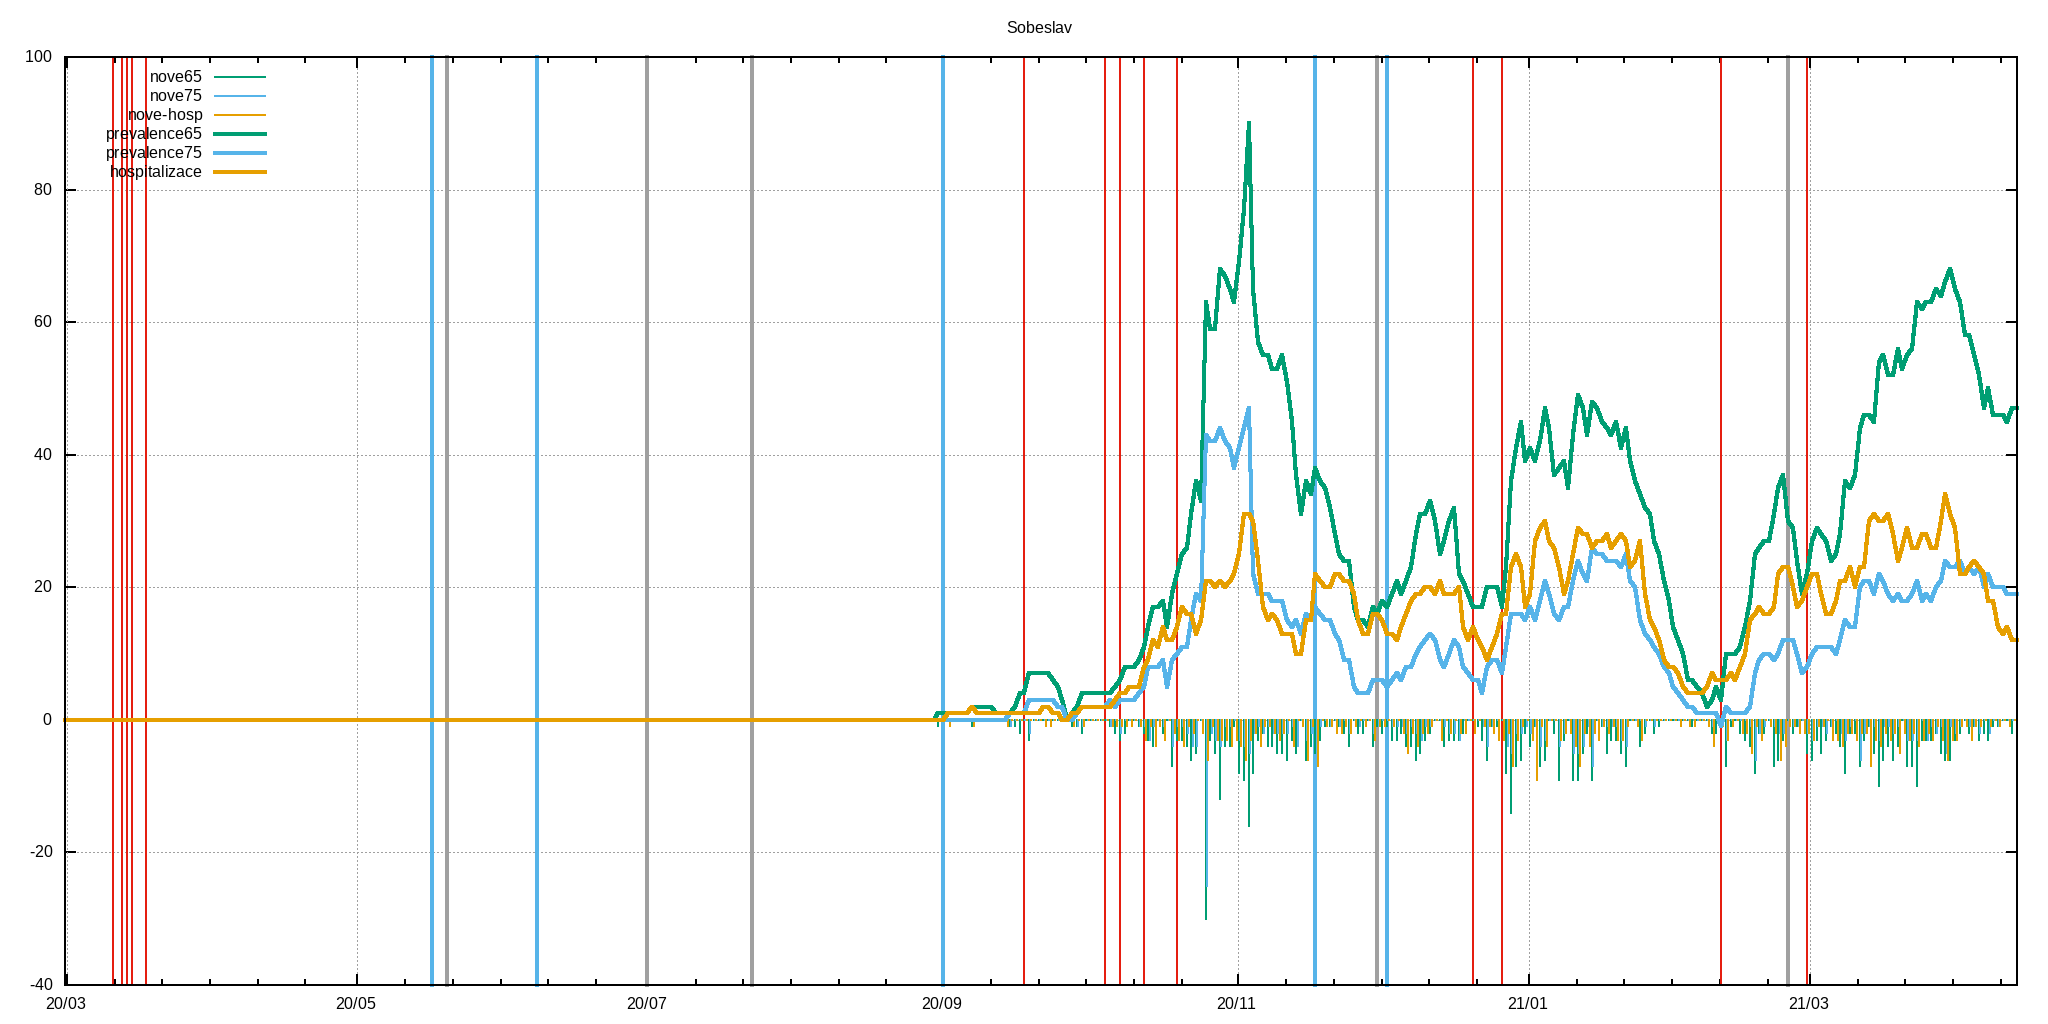 Sobeslav
100
80
60
40
20
0
-20
-40
nove65
nove75
nove-hosp
prevalence65
prevalence75
hospitalizace
20/03 20/05 20/07 20/09 20/11 21/01 21/03